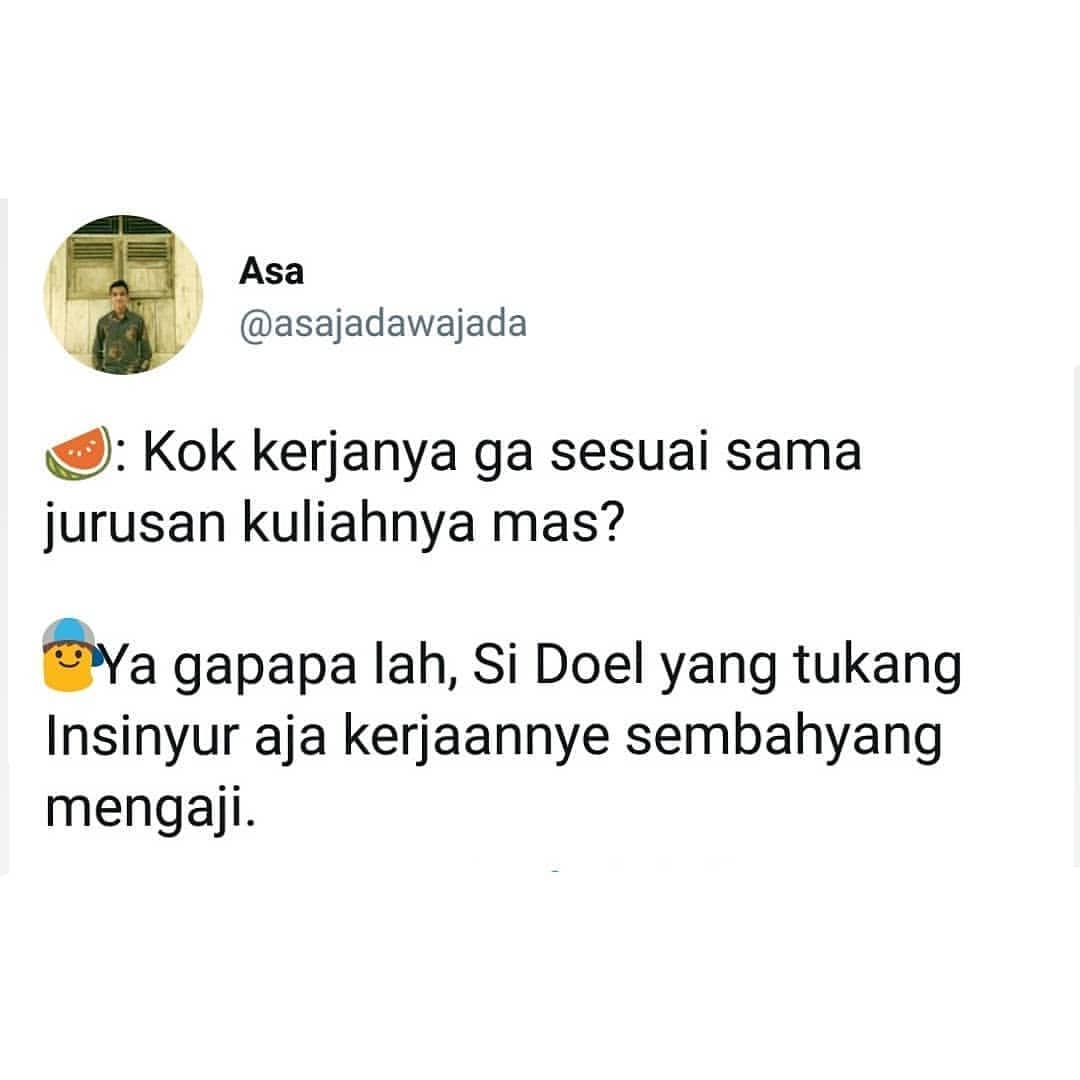 Asa
@asajadawajada
🍉: Kok kerjanya ga sesuai sama
jurusan kuliahnya mas?
Ya gapapa lah, Si Doel yang tukang
Insinyur aja kerjaannye sembahyang
mengaji.